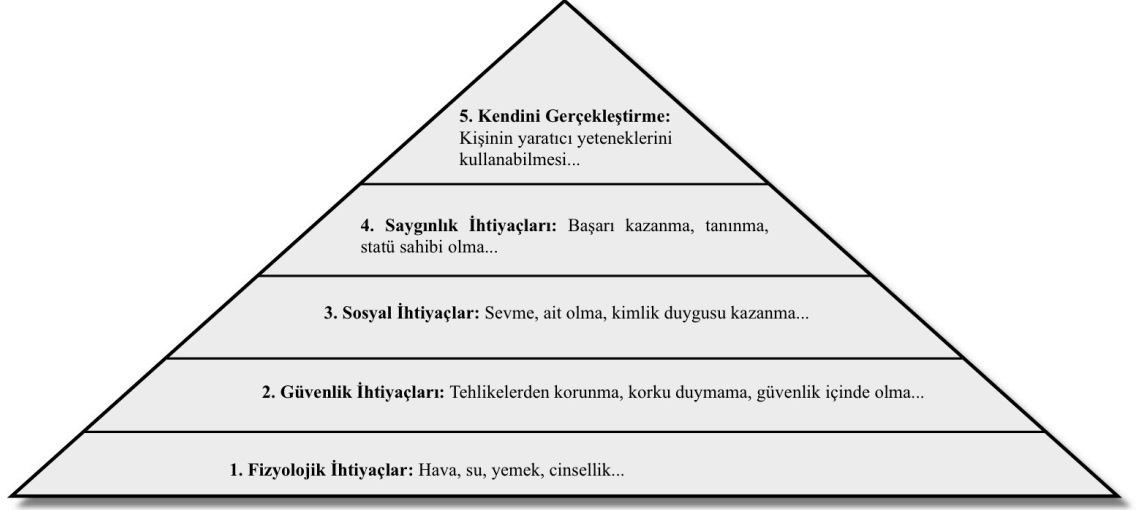 5. Kendini Gerçekleştirme:
Kişinin yaratıcı yeteneklerini
kullanabilmesi...
4. Saygınlık İhtiyaçları: Başarı kazanma, tanınma,
statü sahibi olma...
3. Sosyal İhtiyaçlar: Sevme, ait olma, kimlik duygusu kazanma...
2. Güvenlik İhtiyaçları: Tehlikelerden korunma, korku duymama, güvenlik içinde olma...
1. Fizyolojik İhtiyaçlar: Hava, su, yemek, cinsellik...